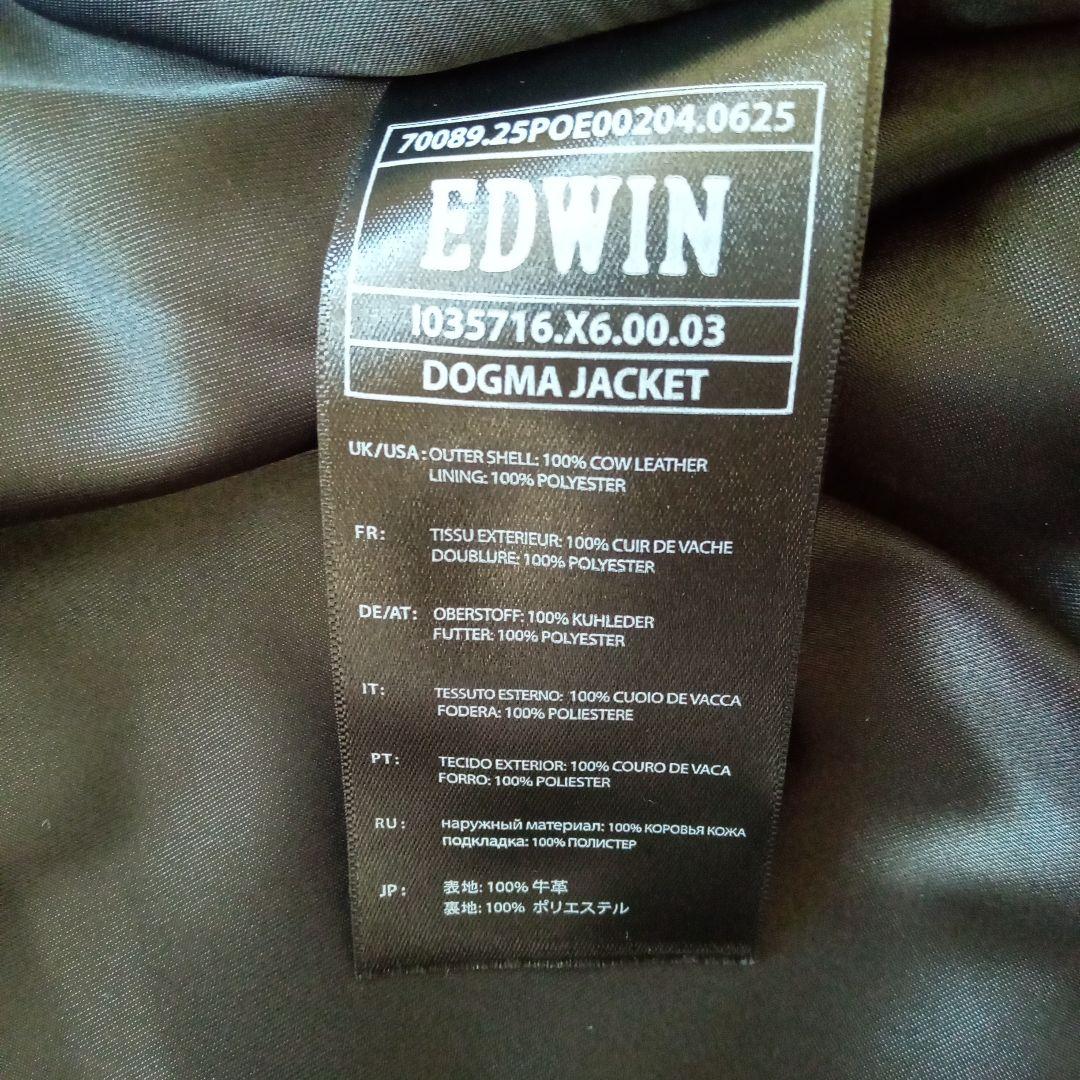 70089.25POE00204.0625
EDWIN
I035716.X6.00.03
DOGMA JACKET
UK/USA: OUTER SHELL: 100% COW LEATHER
LINING: 100% POLYESTER
FR: TISSU EXTERIEUR: 100% CUIR DE VACHE
DOUBLURE: 100% POLYESTER
DE/AT: OBERSTOFF: 100% KUHLEDER
FUTTER: 100% POLYESTER
IT: TESSUTO ESTERNO: 100% CUOIO DE VACCA
FODERA: 100% POLIESTERE
PT: TECIDO EXTERIOR: 100% COURO DE VACA
FORRO: 100% POLIESTER
RU: наружный материал: 100% КОРОВЬЯ КОЖА
подкладка: 100% ПОЛИСТЕР
JP: 表地: 100% 牛革
裏地: 100% ポリエステル